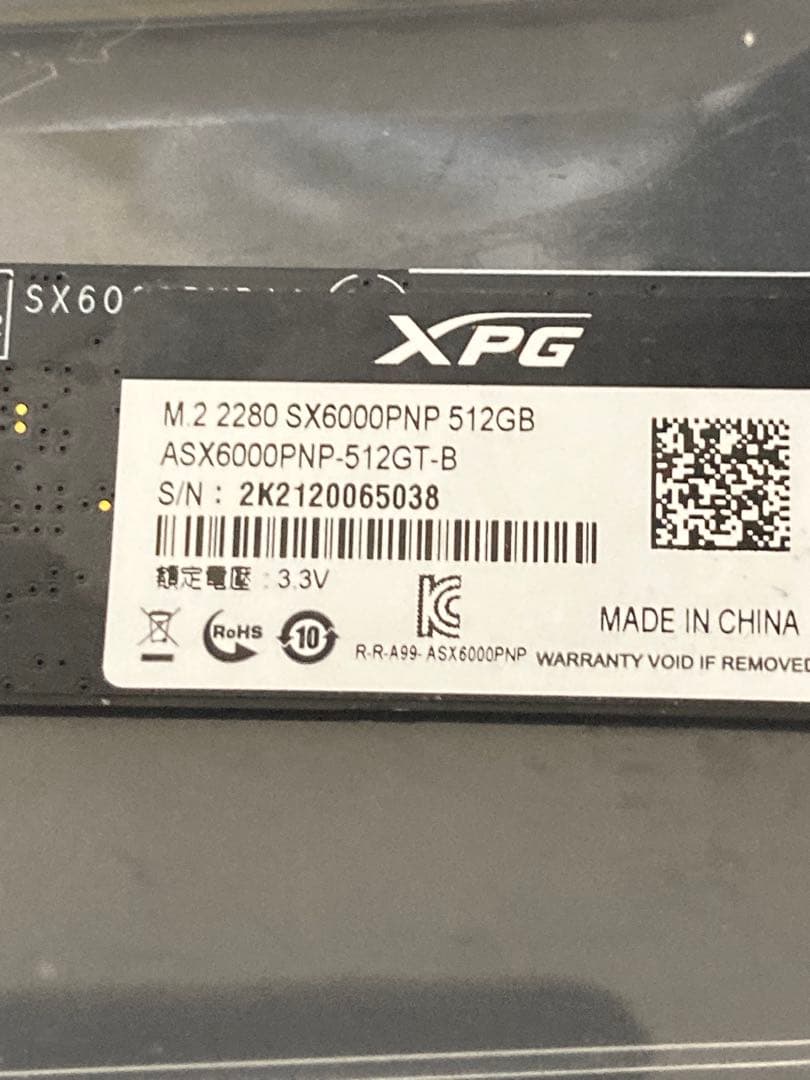 SX60
XPG
M.2 2280 SX6000PNP 512GB
ASX6000PNP-512GT-B
S/N : 2K2120065038
額定電壓 : 3.3V
RoHS
10
R-R-A99- ASX6000PNP
MADE IN CHINA
WARRANTY VOID IF REMOVED